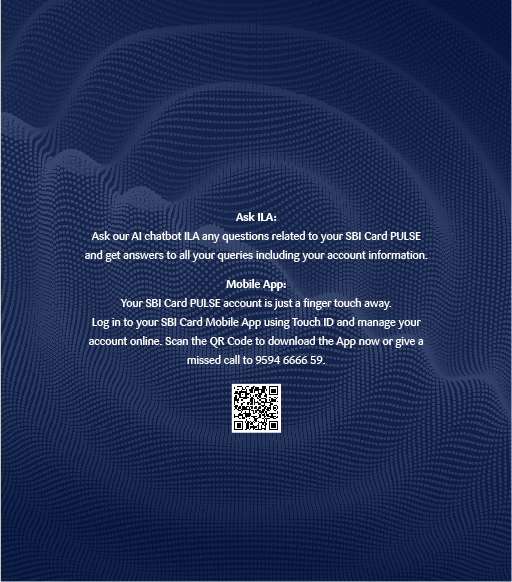 Ask ILA:
Ask our AI chatbot ILA any questions related to your SBI Card PULSE
and get answers to all your queries including your account information.
Mobile App:
Your SBI Card PULSE account is just a finger touch away.
Log in to your SBI Card Mobile App using Touch ID and manage your
account online. Scan the QR Code to download the App now or give a
missed call to 9594 6666 59.